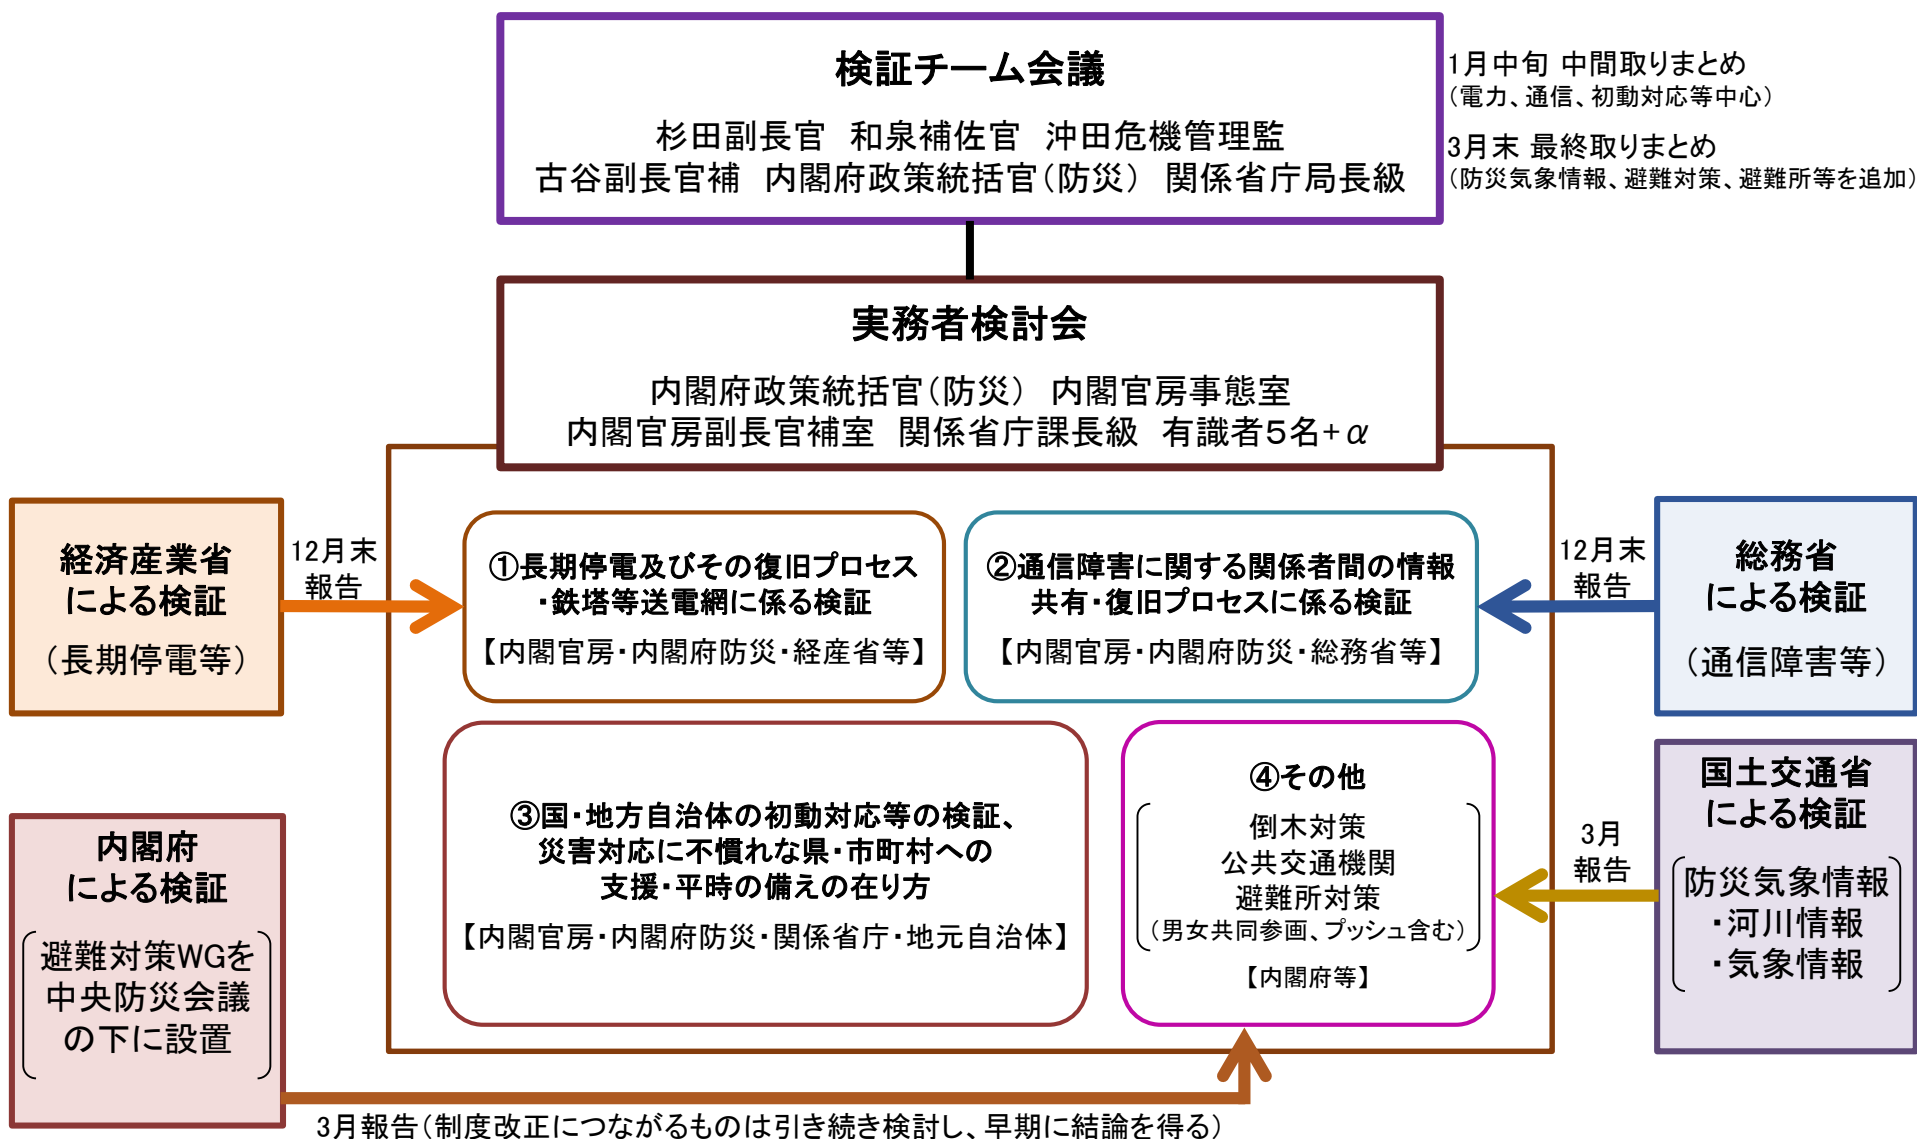 検証チーム会議
杉田副長官　和泉補佐官　沖田危機管理監
古谷副長官補　内閣府政策統括官（防災）　関係省庁局長級
1月中旬 中間取りまとめ
（電力、通信、初動対応等中心）
3月末 最終取りまとめ
（防災気象情報、避難対策、避難所等を追加）
実務者検討会
内閣府政策統括官（防災）　内閣官房事態室
内閣官房副長官補室　関係省庁課長級　有識者５名+α
経済産業省
による検証
（長期停電等）
12月末
報告
①長期停電及びその復旧プロセス
・鉄塔等送電網に係る検証
【内閣官房・内閣府防災・経産省等】
②通信障害に関する関係者間の情報
共有・復旧プロセスに係る検証
【内閣官房・内閣府防災・総務省等】
12月末
報告
総務省
による検証
（通信障害等）
内閣府
による検証
避難対策WGを
中央防災会議
の下に設置
③国・地方自治体の初動対応等の検証、
災害対応に不慣れな県・市町村への
支援・平時の備えの在り方
【内閣官房・内閣府防災・関係省庁・地元自治体】
④その他
倒木対策
公共交通機関
避難所対策
（男女共同参画、プッシュ含む）
【内閣府等】
3月
報告
国土交通省
による検証
防災気象情報
・河川情報
・気象情報
3月報告（制度改正につながるものは引き続き検討し、早期に結論を得る）